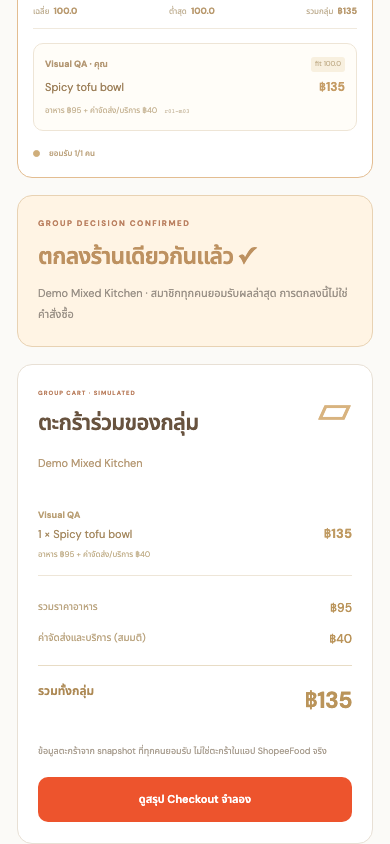 เฉลี่ย 100.0 ต่ำสุด 100.0 รวมกลุ่ม ฿135
Visual QA · คุณ fit 100.0
Spicy tofu bowl ฿135
อาหาร ฿95 + ค่าจัดส่ง/บริการ ฿40
ยอมรับ 1/1 คน
GROUP DECISION CONFIRMED
ตกลงร้านเดียวกันแล้ว ✓
Demo Mixed Kitchen · สมาชิกทุกคนยอมรับผลล่าสุด การตกลงนี้ไม่ใช่
คำสั่งซื้อ
GROUP CART · SIMULATED
ตะกร้าร่วมของกลุ่ม
Demo Mixed Kitchen
Visual QA
1 × Spicy tofu bowl ฿135
อาหาร ฿95 + ค่าจัดส่ง/บริการ ฿40
รวมราคาอาหาร ฿95
ค่าจัดส่งและบริการ (สมมติ) ฿40
รวมทั้งกลุ่ม ฿135
ข้อมูลตะกร้าจาก snapshot ที่ทุกคนยอมรับ ไม่ใช่ตะกร้าในแอป ShopeeFood จริง
ดูสรุป Checkout จำลอง